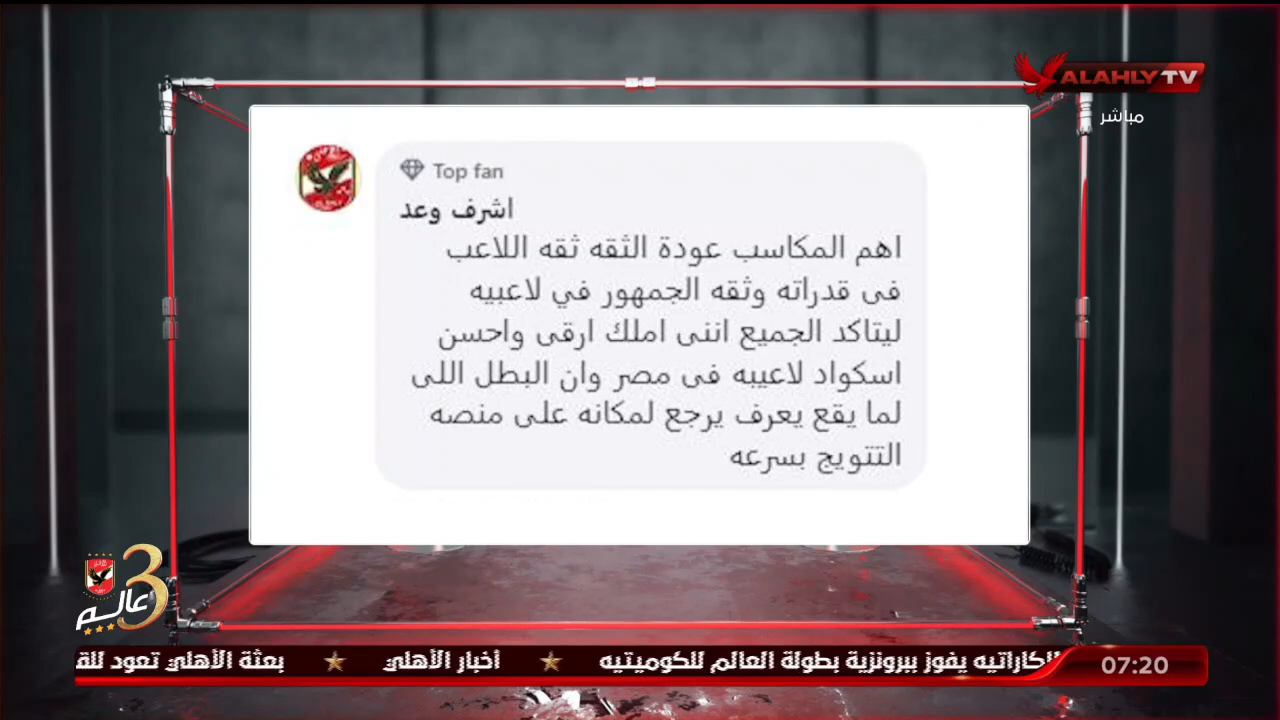 ALAHLY TV
مباشر
Top fan
اشرف وعد
اهم المكاسب عودة الثقه ثقه اللاعب
فى قدراته وثقه الجمهور في لاعبيه
ليتاكد الجميع اننى املك ارقى واحسن
اسكواد لاعيبه فى مصر وان البطل اللى
لما يقع يعرف يرجع لمكانه على منصه
التتويج بسرعه
3
عالم
07:20
الكاراتيه يفوز ببرونزية بطولة العالم للكوميتيه ★ أخبار الأهلي ★ بعثة الأهلي تعود